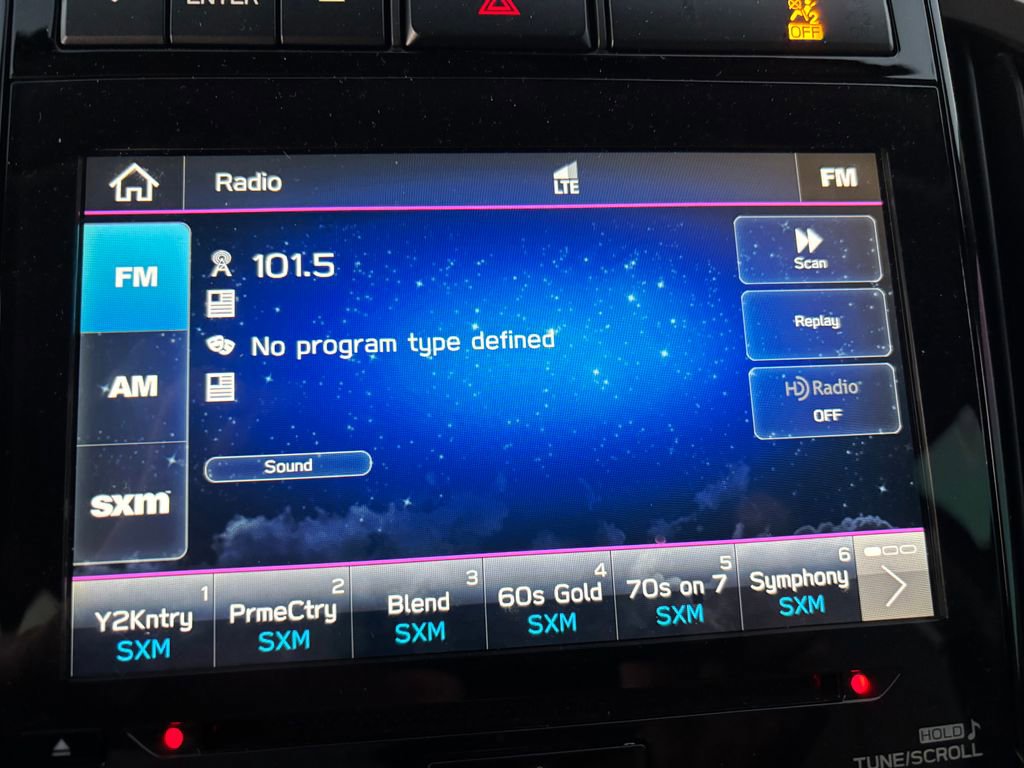 ENTER
OFF
Radio
LTE
FM
FM
101.5
Scan
Replay
No program type defined
AM
HD Radio
OFF
Sound
sxm
1
Y2Kntry
SXM
2
PrmeCtry
SXM
3
Blend
SXM
4
60s Gold
SXM
5
70s on 7
SXM
6
Symphony
SXM
HOLD
TUNE/SCROLL